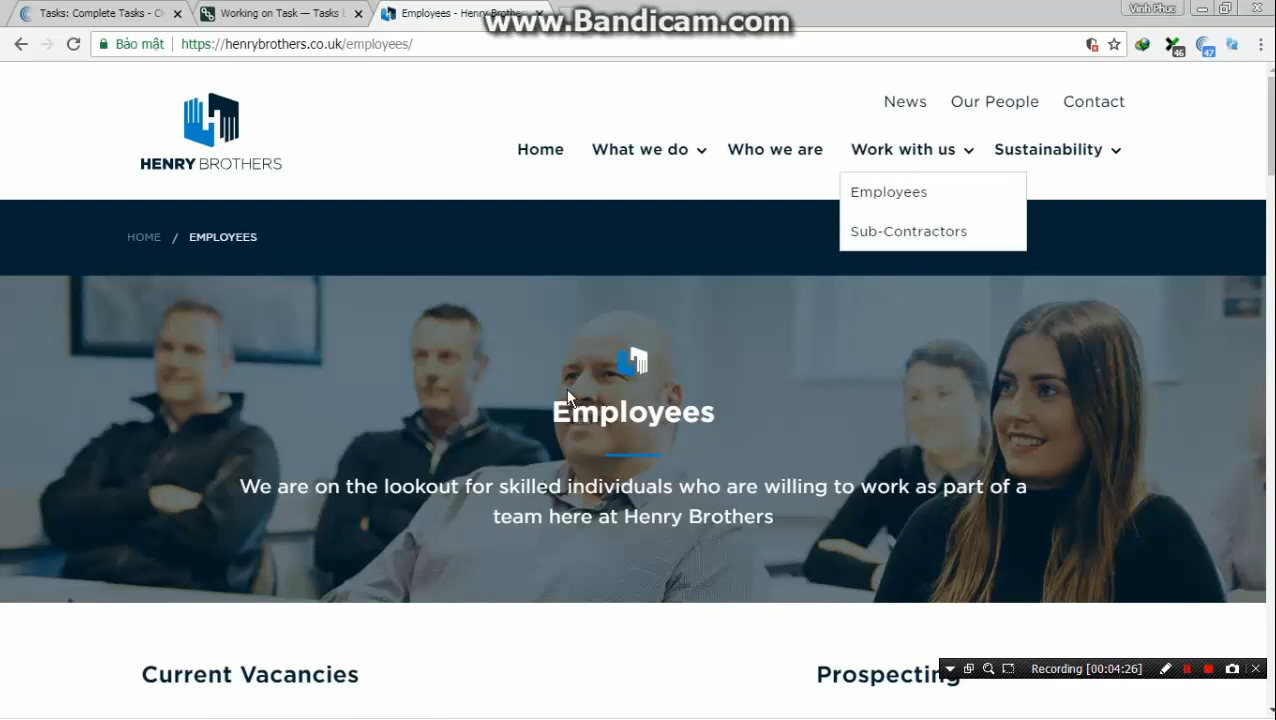 www.Bandicam.com
Tasks: Complete Tasks - C
Working on Task — Tasks
Employees - Henry Brothe
Vinh Phuc
Bảo mật
https://henrybrothers.co.uk/employees/
46
47
HENRY BROTHERS
News Our People Contact
Home What we do Who we are Work with us Sustainability
Employees
Sub-Contractors
HOME / EMPLOYEES
Employees
We are on the lookout for skilled individuals who are willing to work as part of a
team here at Henry Brothers
Current Vacancies
Prospecting
Recording [00:04:26]